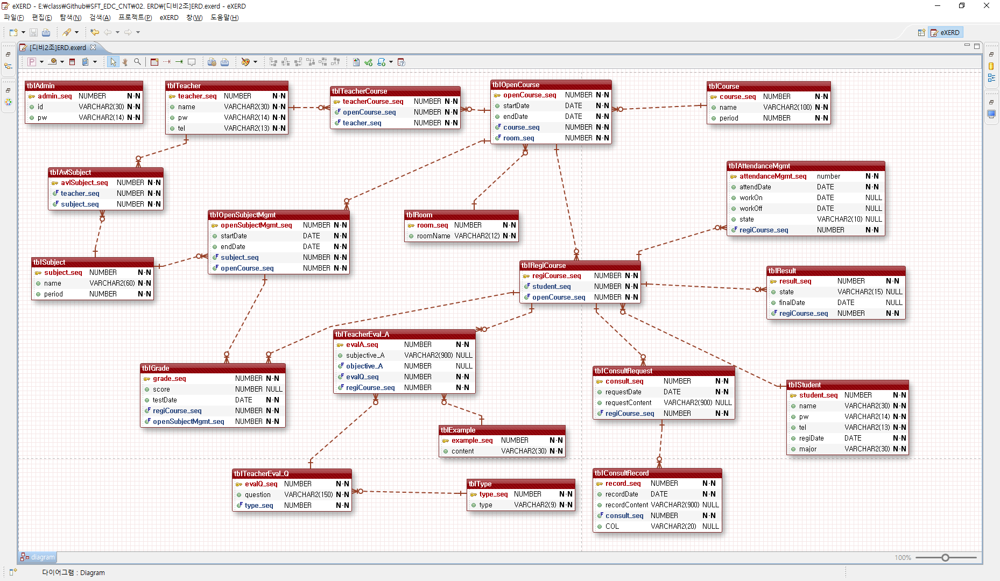 eXERD - E:₩class₩Github₩SFT_EDC_CNT₩02. ERD₩[디비2조]ERD.exerd - eXERD
파일(F) 편집(E) 탐색(N) 검색(A) 프로젝트(P) eXERD 창(W) 도움말(H)
eXERD
[디비2조]ERD.exerd
tblAdmin
admin_seq NUMBER N-N
id VARCHAR2(30) N-N
pw VARCHAR2(14) N-N
tblTeacher
teacher_seq NUMBER N-N
name VARCHAR2(30) N-N
pw VARCHAR2(14) N-N
tel VARCHAR2(13) N-N
tblTeacherCourse
teacherCourse_seq NUMBER N-N
openCourse_seq NUMBER N-N
teacher_seq NUMBER N-N
tblOpenCourse
openCourse_seq NUMBER N-N
startDate DATE N-N
endDate DATE N-N
course_seq NUMBER N-N
room_seq NUMBER N-N
tblCourse
course_seq NUMBER N-N
name VARCHAR2(100) N-N
period NUMBER N-N
tblAvlSubject
avlSubject_seq NUMBER N-N
teacher_seq NUMBER N-N
subject_seq NUMBER N-N
tblOpenSubjectMgmt
openSubjectMgmt_seq NUMBER N-N
startDate DATE N-N
endDate DATE N-N
subject_seq NUMBER N-N
openCourse_seq NUMBER N-N
tblRoom
room_seq NUMBER N-N
roomName VARCHAR2(12) N-N
tblAttendanceMgmt
attendanceMgmt_seq number N-N
attendDate DATE N-N
workOn DATE NULL
workOff DATE NULL
state VARCHAR2(10) NULL
regiCourse_seq NUMBER N-N
tblSubject
subject_seq NUMBER N-N
name VARCHAR2(60) N-N
period NUMBER N-N
tblRegiCourse
regiCourse_seq NUMBER N-N
student_seq NUMBER N-N
openCourse_seq NUMBER N-N
tblResult
result_seq NUMBER N-N
state VARCHAR2(15) NULL
finalDate DATE NULL
regiCourse_seq NUMBER N-N
tblTeacherEval_A
evalA_seq NUMBER N-N
subjective_A VARCHAR2(900) NULL
objective_A NUMBER NULL
evalQ_seq NUMBER N-N
regiCourse_seq NUMBER N-N
tblGrade
grade_seq NUMBER N-N
score NUMBER NULL
testDate DATE N-N
regiCourse_seq NUMBER N-N
openSubjectMgmt_seq NUMBER N-N
tblConsultRequest
consult_seq NUMBER N-N
requestDate DATE N-N
requestContent VARCHAR2(900) NULL
regiCourse_seq NUMBER N-N
tblStudent
student_seq NUMBER N-N
name VARCHAR2(30) N-N
pw VARCHAR2(14) N-N
tel VARCHAR2(13) N-N
regiDate DATE N-N
major VARCHAR2(30) N-N
tblExample
example_seq NUMBER N-N
content VARCHAR2(30) N-N
tblTeacherEval_Q
evalQ_seq NUMBER N-N
question VARCHAR2(150) N-N
type_seq NUMBER N-N
tblType
type_seq NUMBER N-N
type VARCHAR2(9) N-N
tblConsultRecord
record_seq NUMBER N-N
recordDate DATE N-N
recordContent VARCHAR2(900) NULL
consult_seq NUMBER N-N
COL VARCHAR2(20) NULL
diagram
100%
다이어그램 : Diagram